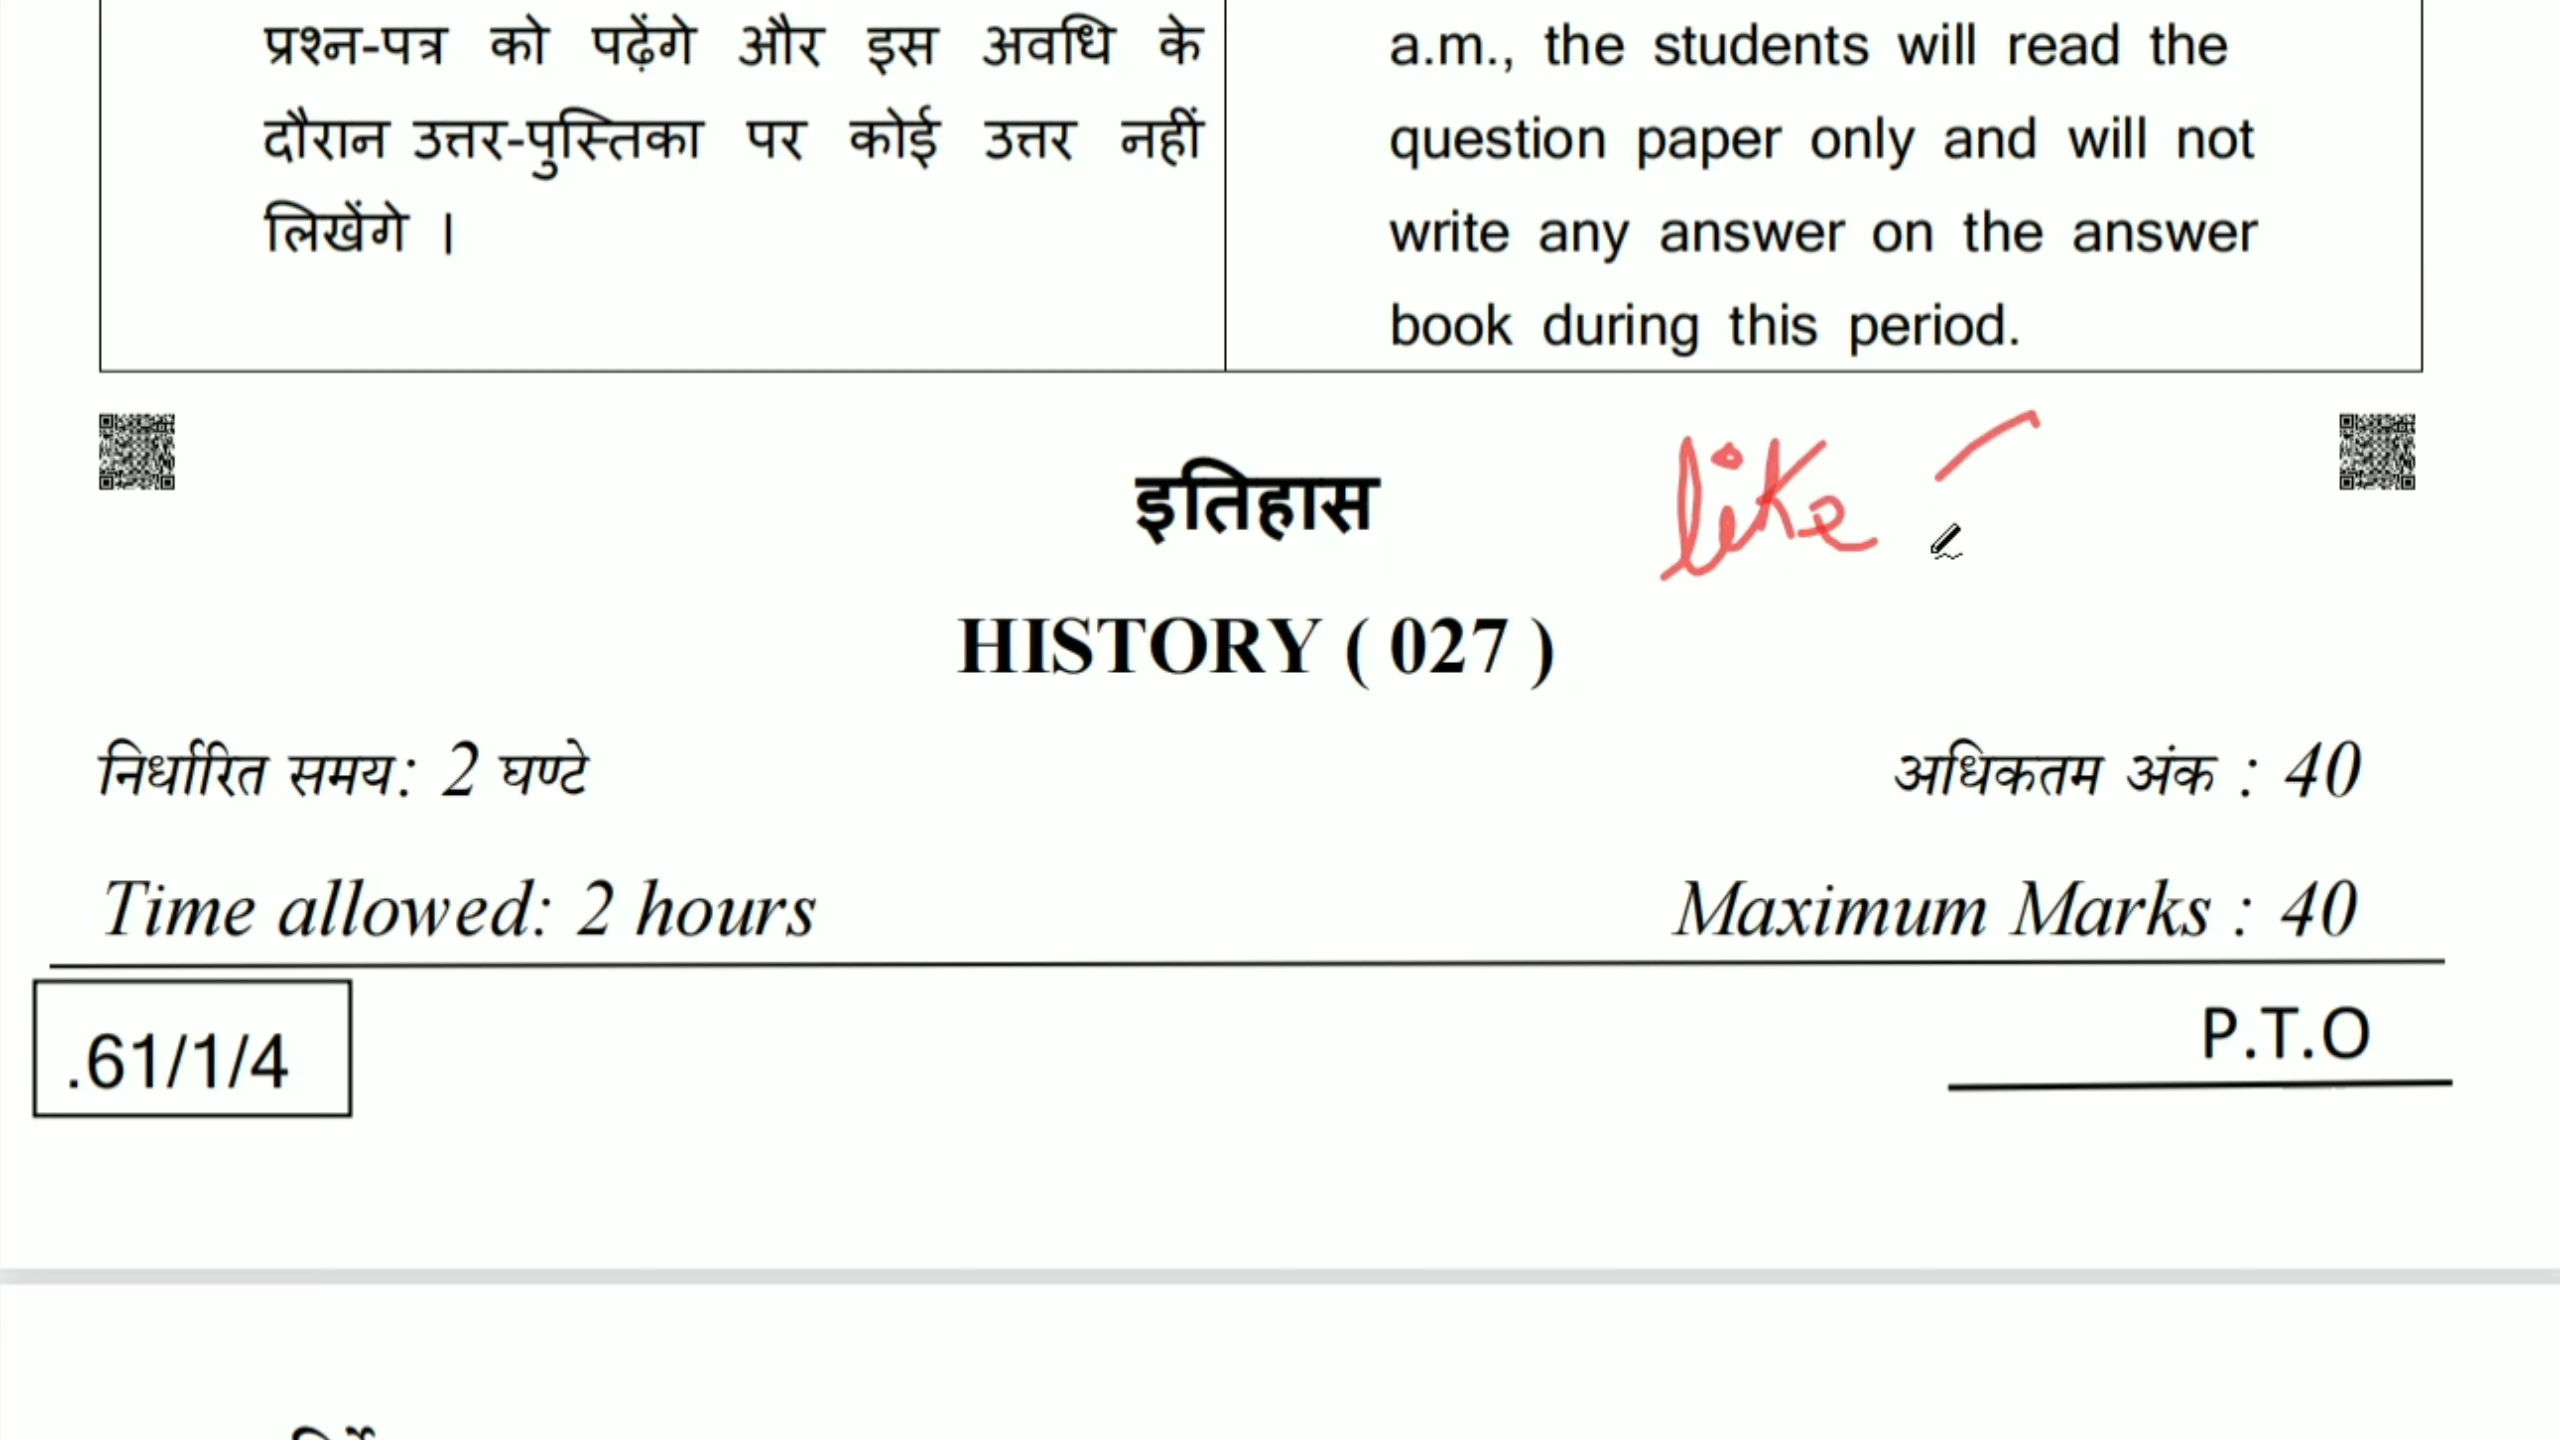 प्रश्न-पत्र को पढ़ेंगे और इस अवधि के
दौरान उत्तर-पुस्तिका पर कोई उत्तर नहीं
लिखेंगे ।
a.m., the students will read the
question paper only and will not
write any answer on the answer
book during this period.
इतिहास
like
HISTORY ( 027 )
निर्धारित समय: 2 घण्टे
अधिकतम अंक : 40
Time allowed: 2 hours
Maximum Marks : 40
.61/1/4
P.T.O